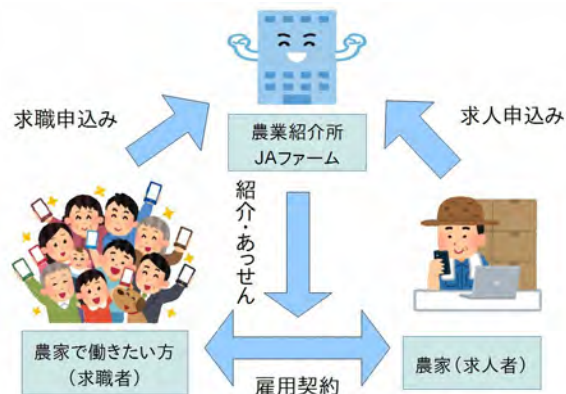 求職申込み
求人申込み
農業紹介所
JAファーム
紹介・あっせん
農家で働きたい方
(求職者)
農家(求人者)
雇用契約